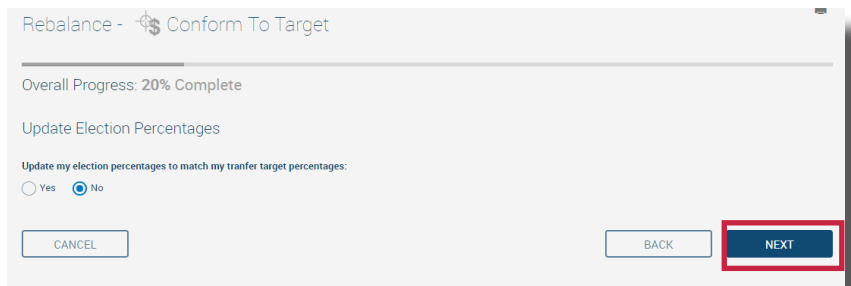 Rebalance - $ Conform To Target
Overall Progress: 20% Complete
Update Election Percentages
Update my election percentages to match my tranfer target percentages:
Yes No
CANCEL BACK NEXT